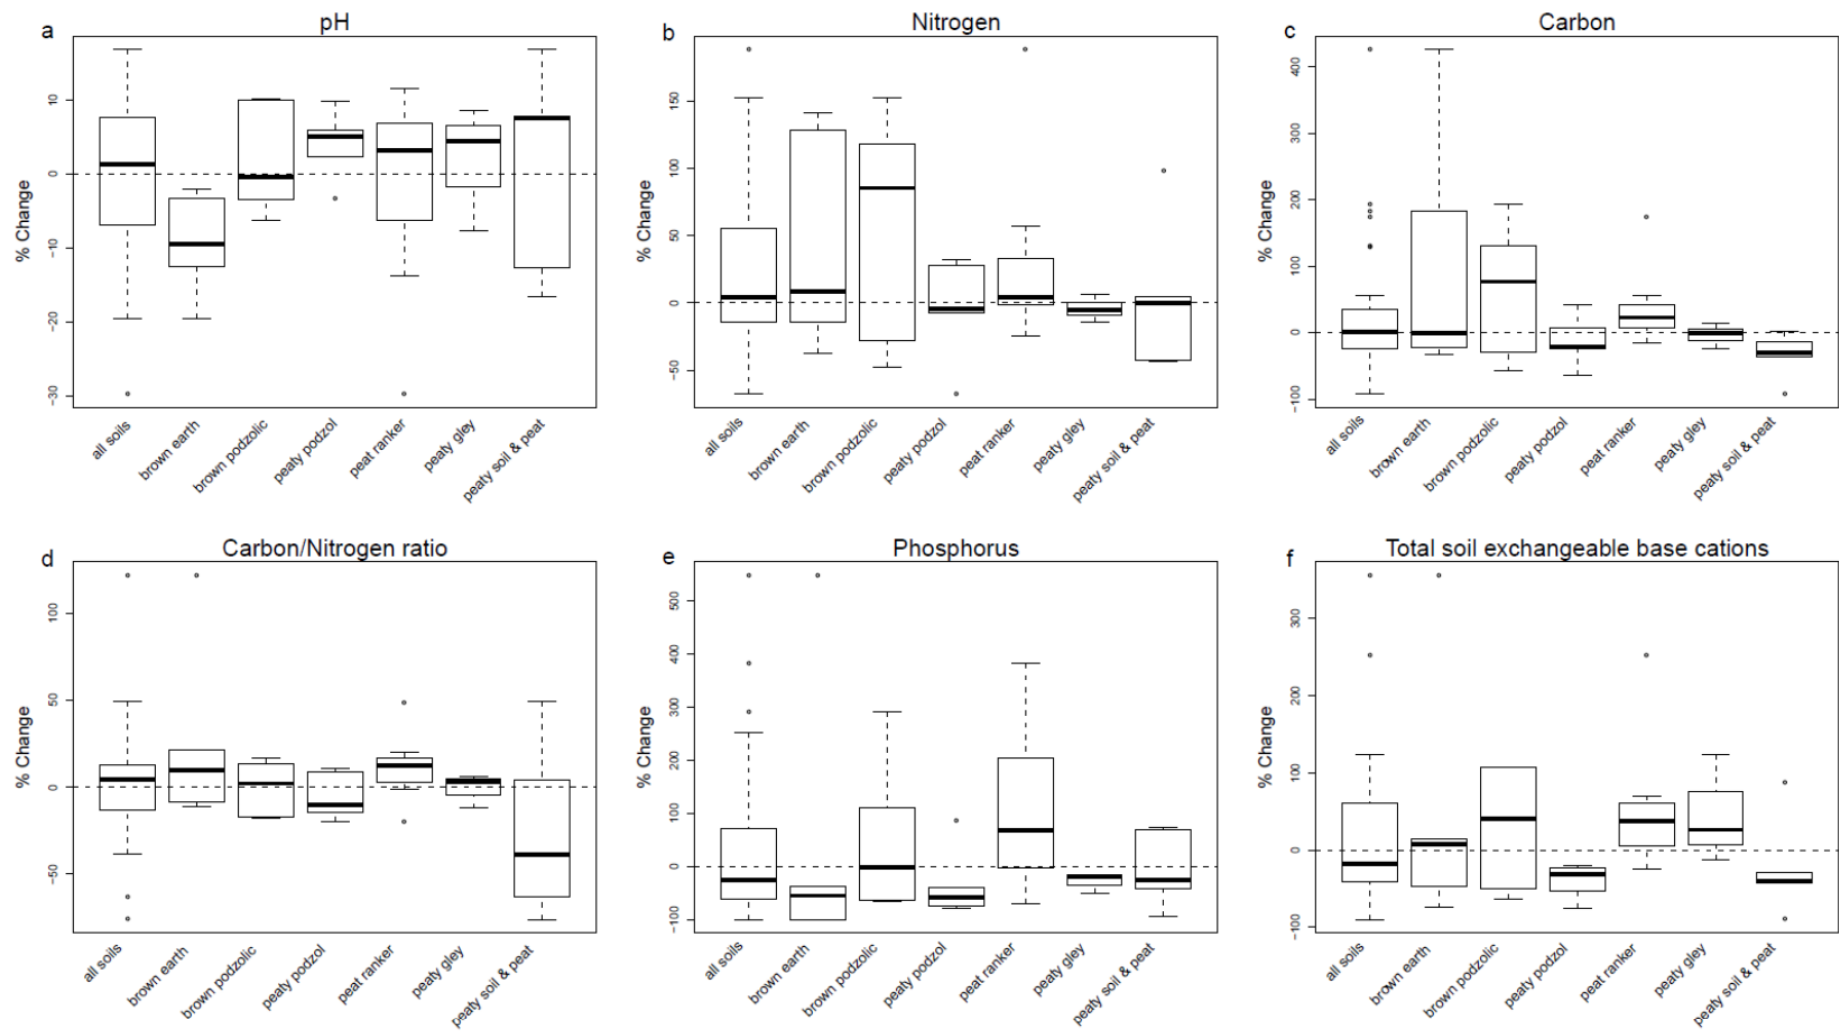 a
pH
% Change
10
0
−10
−20
−30
all soils
brown earth
brown podzolic
peaty podzol
peat ranker
peaty gley
peaty soil & peat
b
Nitrogen
% Change
150
100
50
0
−50
all soils
brown earth
brown podzolic
peaty podzol
peat ranker
peaty gley
peaty soil & peat
c
Carbon
% Change
400
300
200
100
0
−100
all soils
brown earth
brown podzolic
peaty podzol
peat ranker
peaty gley
peaty soil & peat
d
Carbon/Nitrogen ratio
% Change
100
50
0
−50
all soils
brown earth
brown podzolic
peaty podzol
peat ranker
peaty gley
peaty soil & peat
e
Phosphorus
% Change
500
400
300
200
100
0
−100
all soils
brown earth
brown podzolic
peaty podzol
peat ranker
peaty gley
peaty soil & peat
f
Total soil exchangeable base cations
% Change
300
200
100
0
−100
all soils
brown earth
brown podzolic
peaty podzol
peat ranker
peaty gley
peaty soil & peat